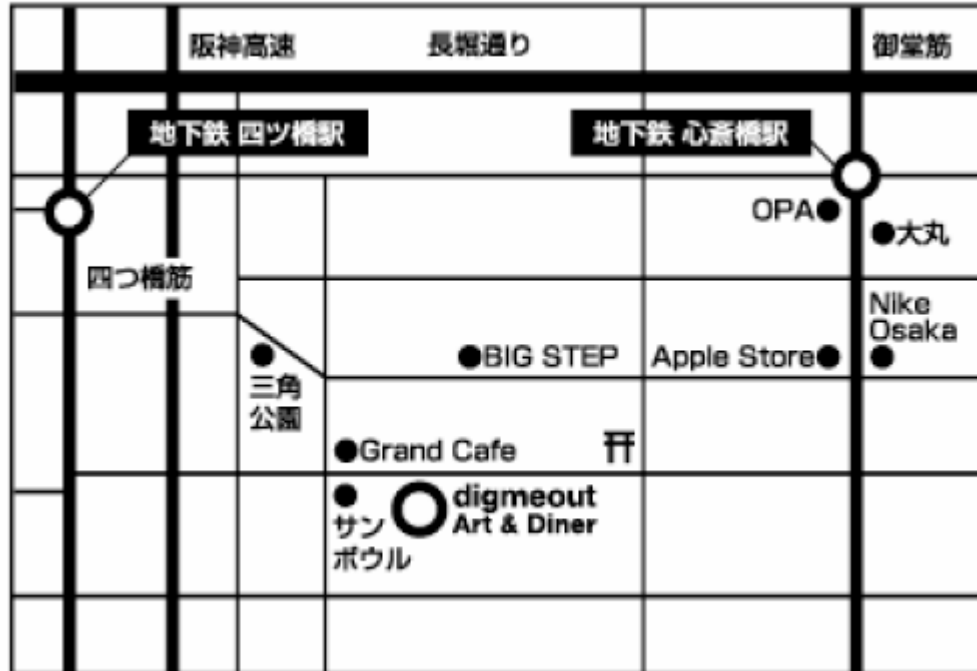 阪神高速
長堀通り
御堂筋
地下鉄 四ツ橋駅
地下鉄 心斎橋駅
OPA
大丸
四つ橋筋
Nike
Osaka
BIG STEP
Apple Store
三角
公園
Grand Cafe
digmeout
Art & Diner
サン
ボウル